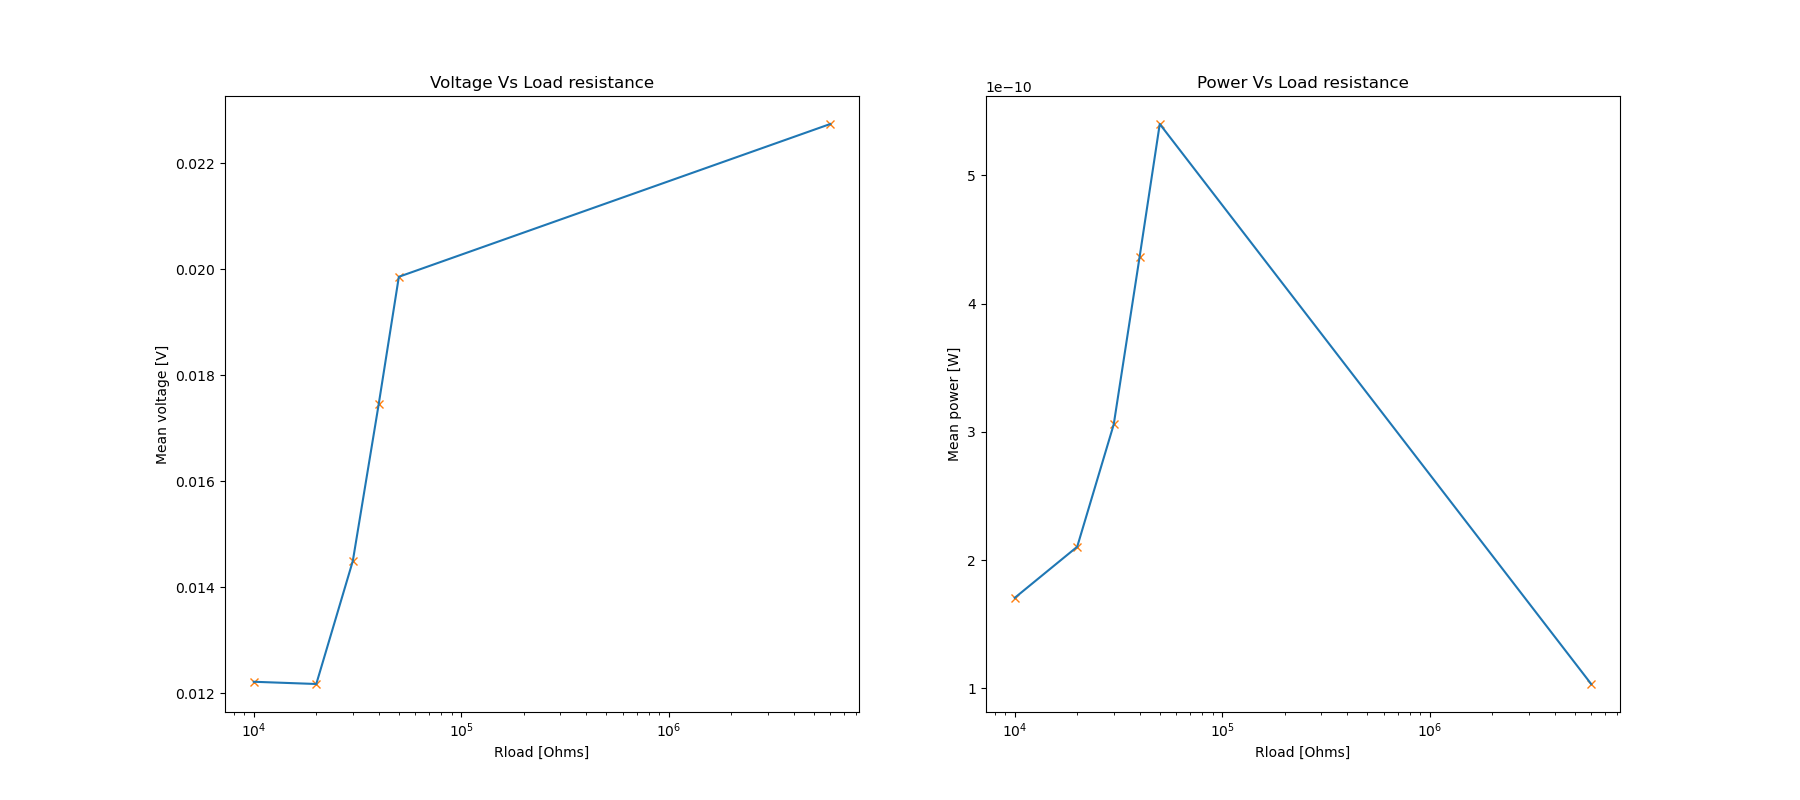 Voltage Vs Load resistance
0.022
0.020
0.018
0.016
0.014
0.012
Mean voltage [V]
10⁴ 10⁵ 10⁶
Rload [Ohms]
Power Vs Load resistance
1e−10
5
4
3
2
1
Mean power [W]
10⁴ 10⁵ 10⁶
Rload [Ohms]